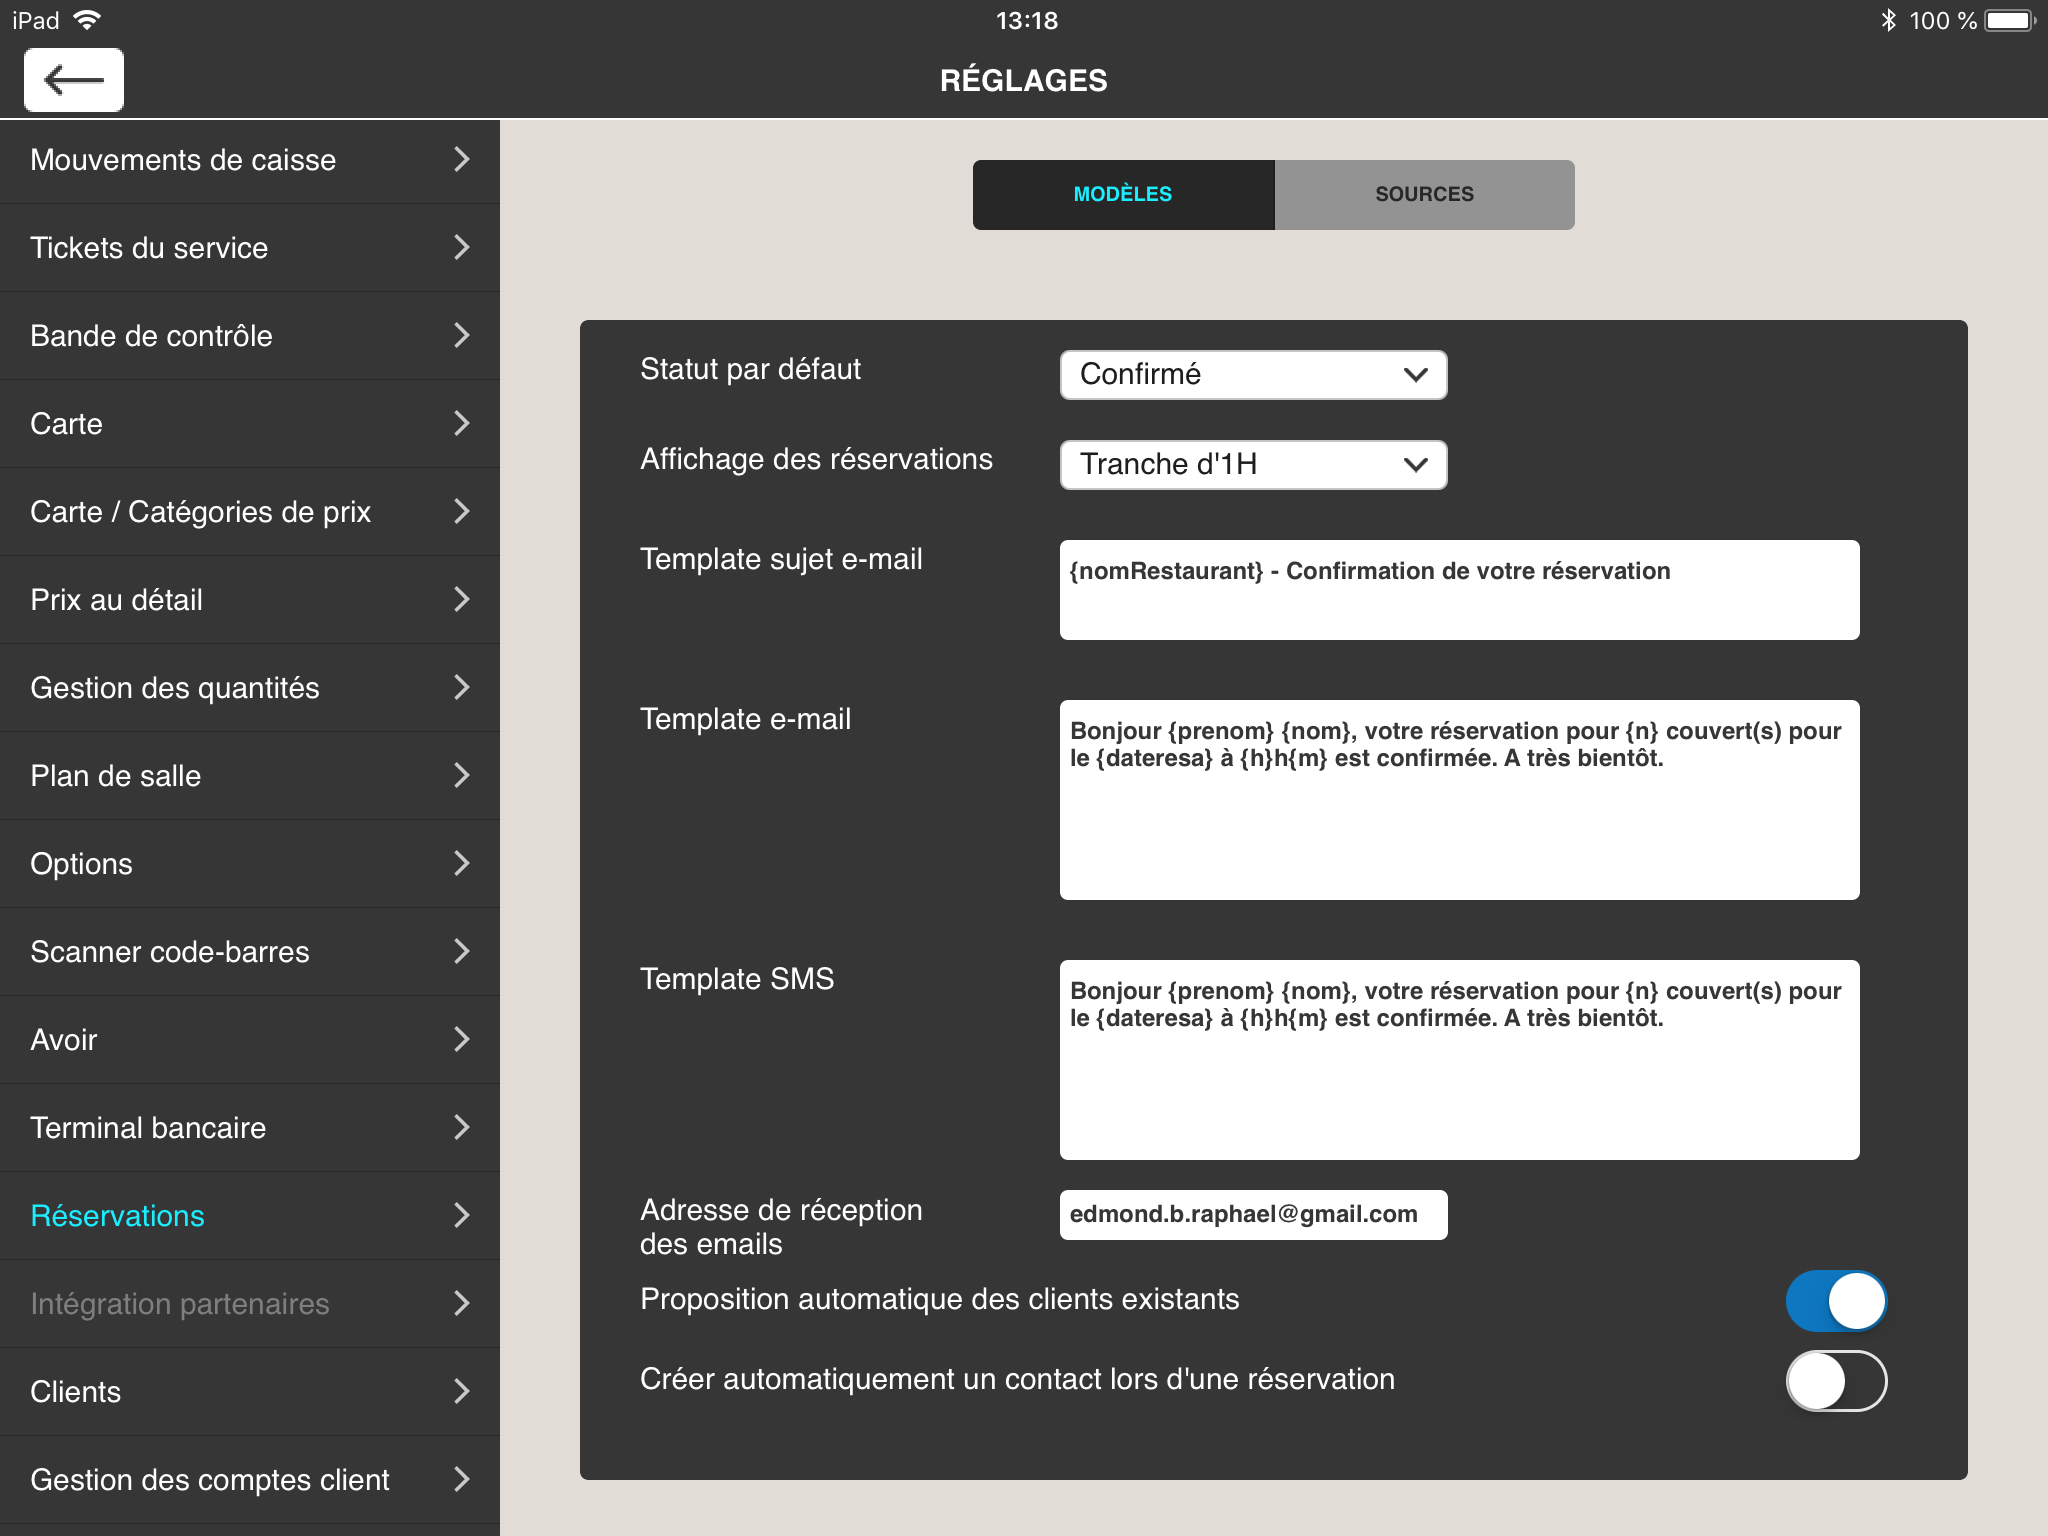 iPad
13:18
100 %
RÉGLAGES
Mouvements de caisse
Tickets du service
Bande de contrôle
Carte
Carte / Catégories de prix
Prix au détail
Gestion des quantités
Plan de salle
Options
Scanner code-barres
Avoir
Terminal bancaire
Réservations
Intégration partenaires
Clients
Gestion des comptes client
MODÈLES
SOURCES
Statut par défaut
Confirmé
Affichage des réservations
Tranche d'1H
Template sujet e-mail
{nomRestaurant} - Confirmation de votre réservation
Template e-mail
Bonjour {prenom} {nom}, votre réservation pour {n} couvert(s) pour
le {dateresa} à {h}h{m} est confirmée. A très bientôt.
Template SMS
Bonjour {prenom} {nom}, votre réservation pour {n} couvert(s) pour
le {dateresa} à {h}h{m} est confirmée. A très bientôt.
Adresse de réception
des emails
edmond.b.raphael@gmail.com
Proposition automatique des clients existants
Créer automatiquement un contact lors d'une réservation